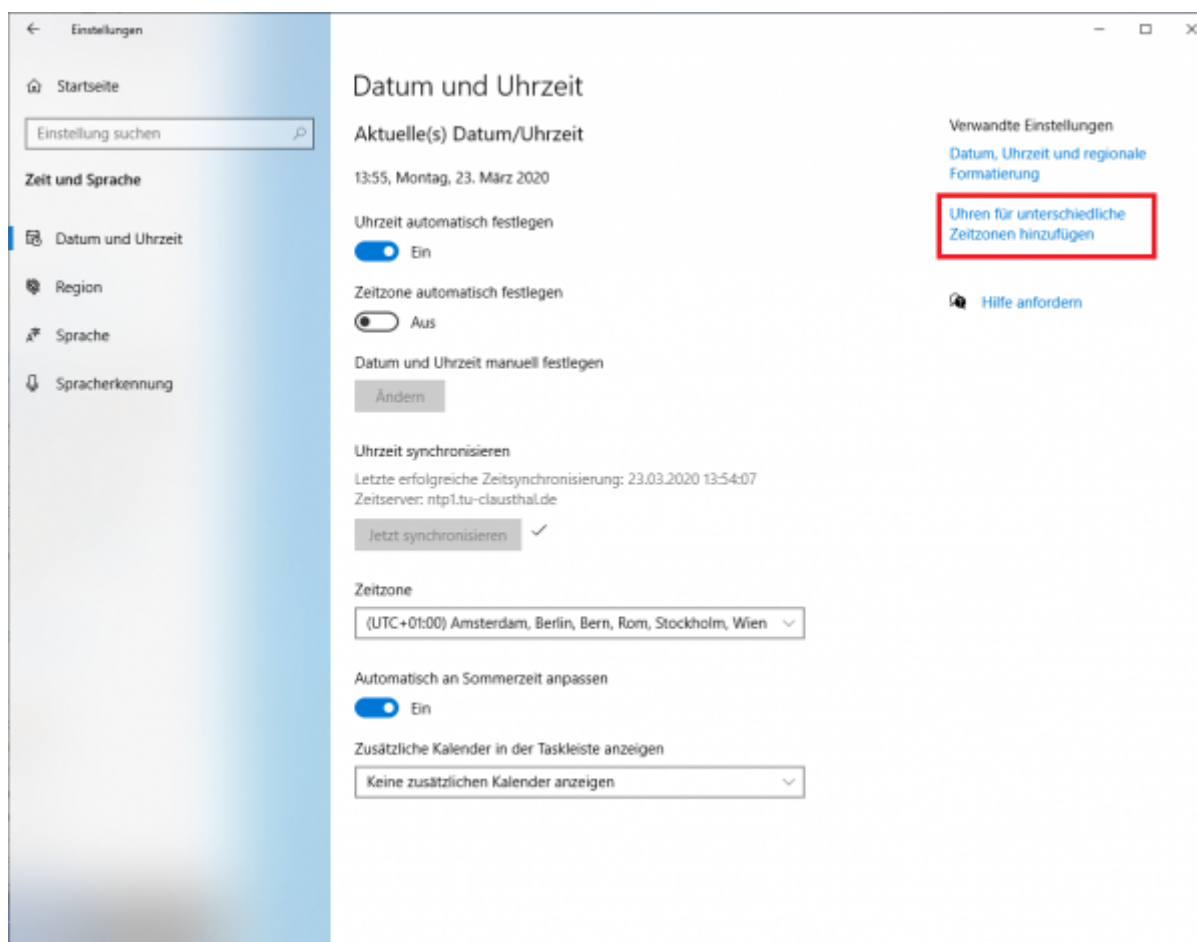 Einstellungen
Startseite
Einstellung suchen
Zeit und Sprache
Datum und Uhrzeit
Region
Sprache
Spracherkennung
Datum und Uhrzeit
Aktuelle(s) Datum/Uhrzeit
13:55, Montag, 23. März 2020
Uhrzeit automatisch festlegen
Ein
Zeitzone automatisch festlegen
Aus
Datum und Uhrzeit manuell festlegen
Ändern
Uhrzeit synchronisieren
Letzte erfolgreiche Zeitsynchronisierung: 23.03.2020 13:54:07
Zeitserver: ntp1.tu-clausthal.de
Jetzt synchronisieren
Zeitzone
(UTC+01:00) Amsterdam, Berlin, Bern, Rom, Stockholm, Wien
Automatisch an Sommerzeit anpassen
Ein
Zusätzliche Kalender in der Taskleiste anzeigen
Keine zusätzlichen Kalender anzeigen
Verwandte Einstellungen
Datum, Uhrzeit und regionale
Formatierung
Uhren für unterschiedliche
Zeitzonen hinzufügen
Hilfe anfordern